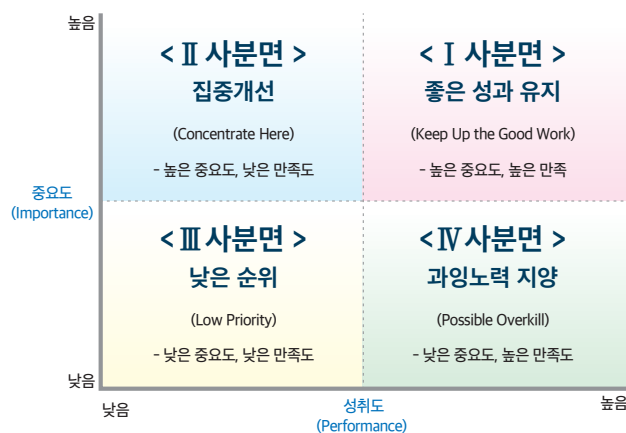 높음
< Ⅱ 사분면 >
집중개선
(Concentrate Here)
- 높은 중요도, 낮은 만족도
< Ⅰ 사분면 >
좋은 성과 유지
(Keep Up the Good Work)
- 높은 중요도, 높은 만족
중요도
(Importance)
< Ⅲ 사분면 >
낮은 순위
(Low Priority)
- 낮은 중요도, 낮은 만족도
< Ⅳ 사분면 >
과잉노력 지양
(Possible Overkill)
- 낮은 중요도, 높은 만족도
낮음
낮음
성취도
(Performance)
높음